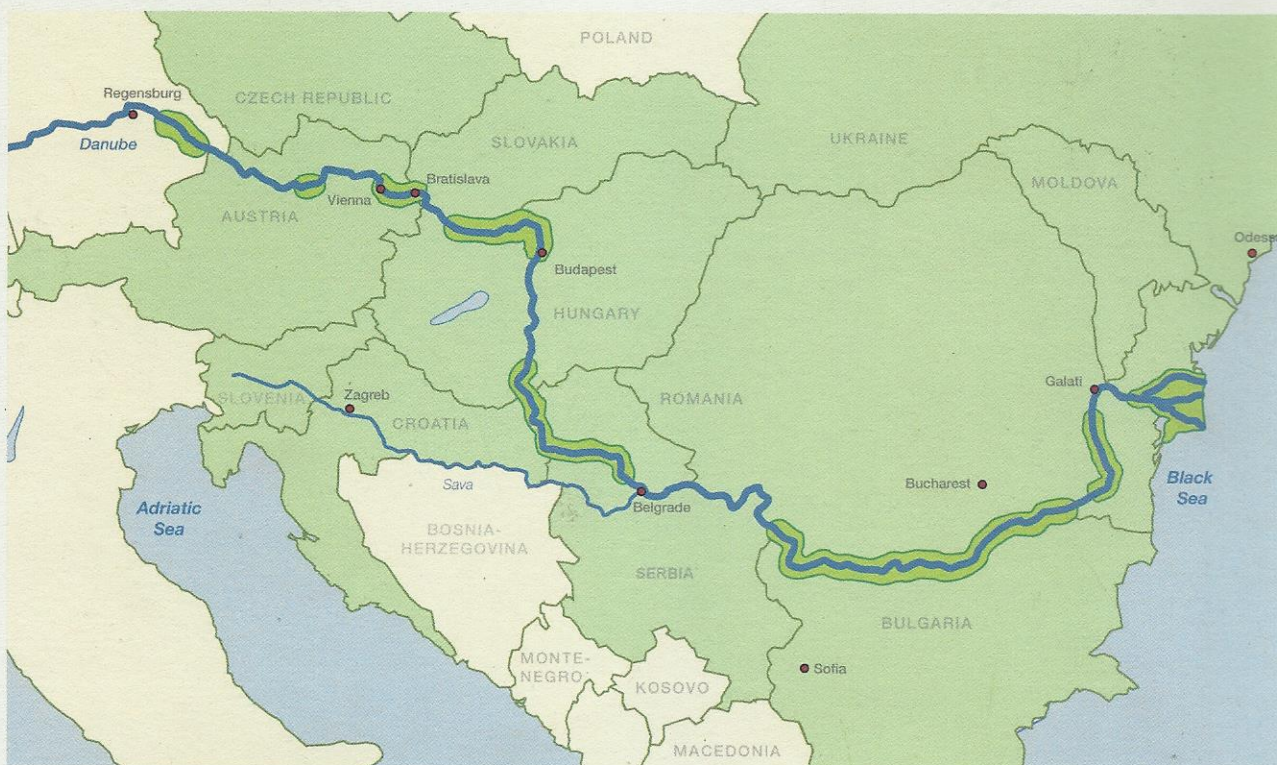 POLAND
Regensburg
CZECH REPUBLIC
Danube
SLOVAKIA
UKRAINE
Bratislava
MOLDOVA
Vienna
AUSTRIA
Odess
Budapest
HUNGARY
Galati
Zagreb
SLOVENIA
ROMANIA
CROATIA
Black
Sea
Sava
Bucharest
Adriatic
Sea
Belgrade
BOSNIA-
HERZEGOVINA
SERBIA
BULGARIA
MONTE-
NEGRO
Sofia
KOSOVO
MACEDONIA